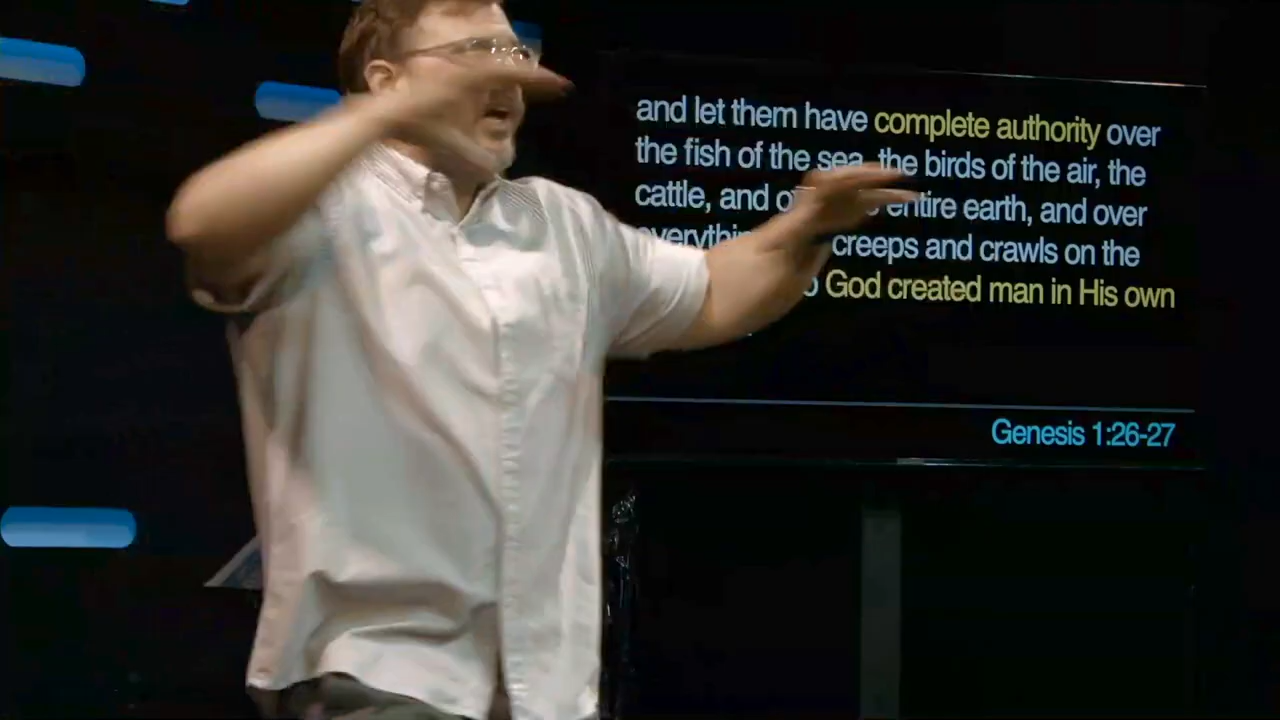 and let them have complete authority over
the fish of the sea, the birds of the air, the
cattle, and entire earth, and over
creeps and crawls on the
God created man in His own
Genesis 1:26-27